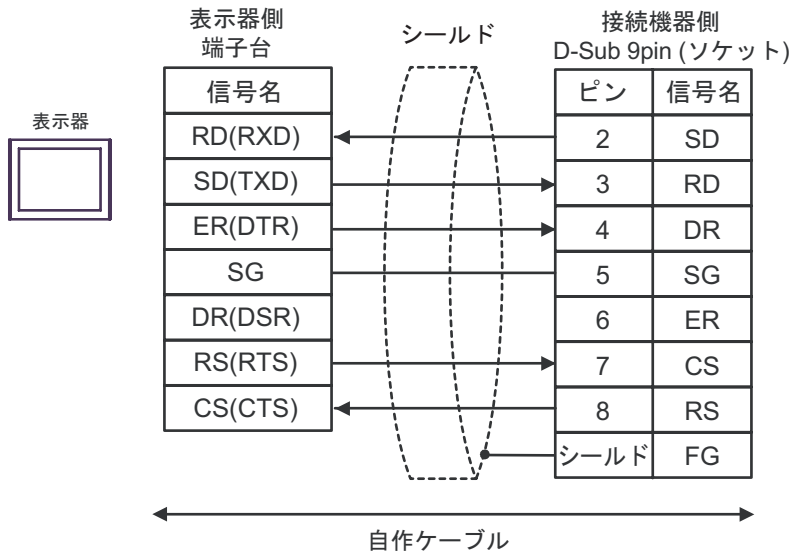 表示器側
端子台
シールド
接続機器側
D-Sub 9pin (ソケット)
表示器
信号名
ピン 信号名
RD(RXD) 2 SD
SD(TXD) 3 RD
ER(DTR) 4 DR
SG 5 SG
DR(DSR) 6 ER
RS(RTS) 7 CS
CS(CTS) 8 RS
シールド FG
自作ケーブル